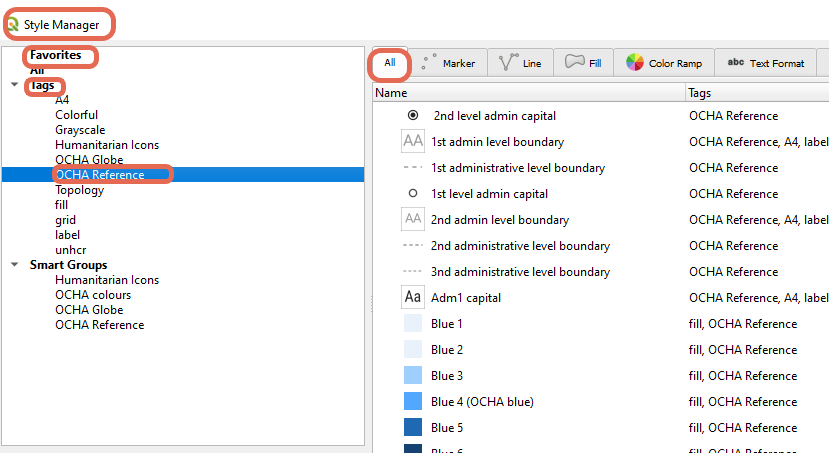 Style Manager
Favorites
All
Tags
A4
Colorful
Grayscale
Humanitarian Icons
OCHA Globe
OCHA Reference
Topology
fill
grid
label
unhcr
Smart Groups
Humanitarian Icons
OCHA colours
OCHA Globe
OCHA Reference
All Marker Line Fill Color Ramp abc Text Format
Name Tags
2nd level admin capital OCHA Reference
AA 1st admin level boundary OCHA Reference, A4, label
1st administrative level boundary OCHA Reference
1st level admin capital OCHA Reference
AA 2nd admin level boundary OCHA Reference, A4, label
2nd administrative level boundary OCHA Reference
3nd administrative level boundary OCHA Reference
Aa Adm1 capital OCHA Reference, A4, label
Blue 1 fill, OCHA Reference
Blue 2 fill, OCHA Reference
Blue 3 fill, OCHA Reference
Blue 4 (OCHA blue) fill, OCHA Reference
Blue 5 fill, OCHA Reference